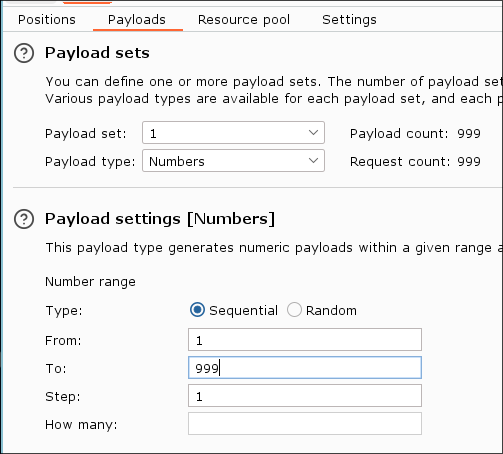 Positions Payloads Resource pool Settings
Payload sets
You can define one or more payload sets. The number of payload set
Various payload types are available for each payload set, and each p
Payload set: 1 Payload count: 999
Payload type: Numbers Request count: 999
Payload settings [Numbers]
This payload type generates numeric payloads within a given range a
Number range
Type: Sequential Random
From: 1
To: 999
Step: 1
How many: